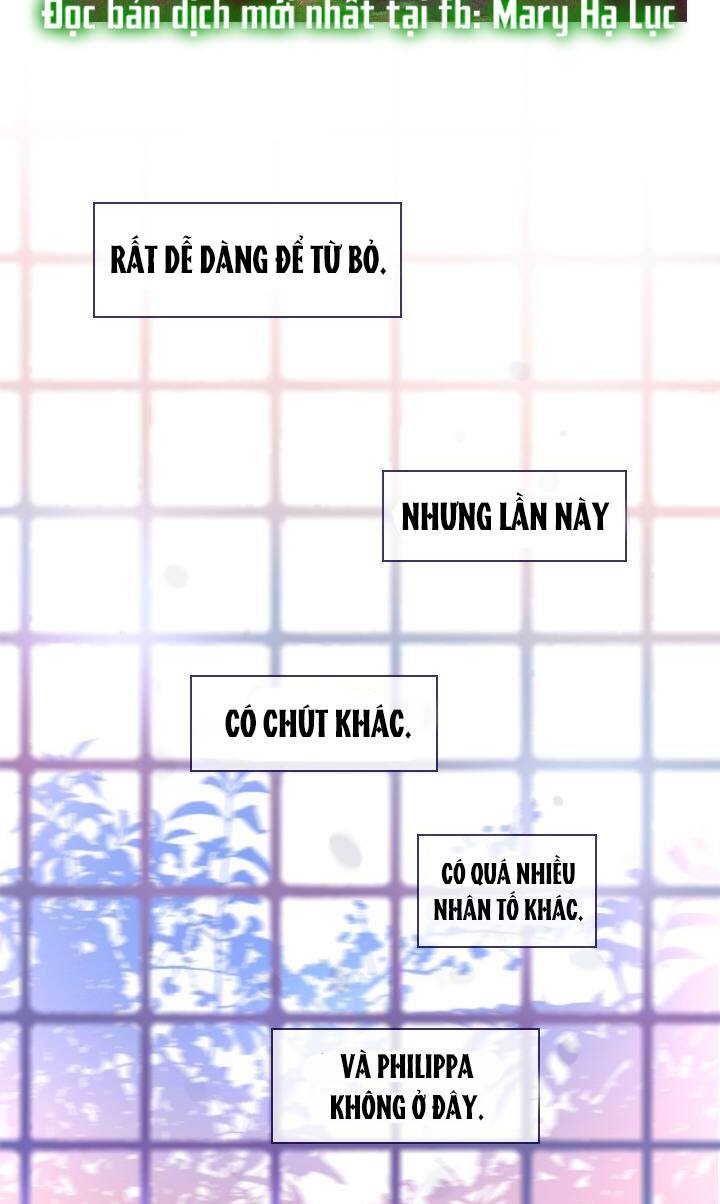 Đọc bản dịch mới nhất tại fb: Mary Hạ Lục
RẤT DỄ DÀNG ĐỂ TỪ BỎ.
NHƯNG LẦN NÀY
CÓ CHÚT KHÁC.
CÓ QUÁ NHIỀU
NHÂN TỐ KHÁC.
VÀ PHILIPPA
KHÔNG Ở ĐÂY.